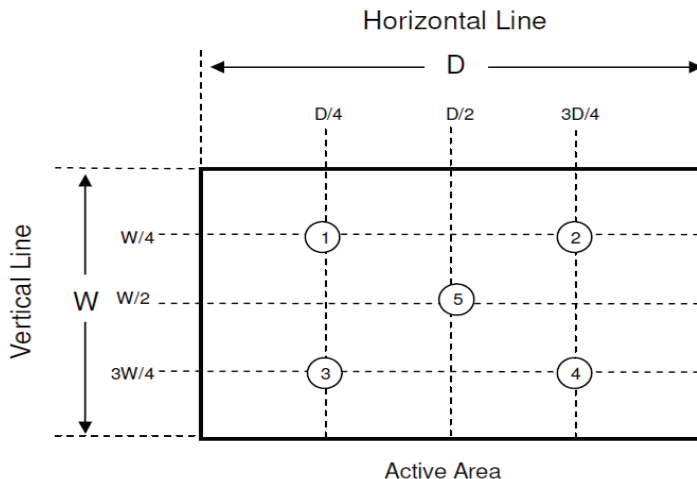 Horizontal Line
D
D/4 D/2 3D/4
Vertical Line
W
W/4
1 2
W/2
5
3W/4
3 4
Active Area